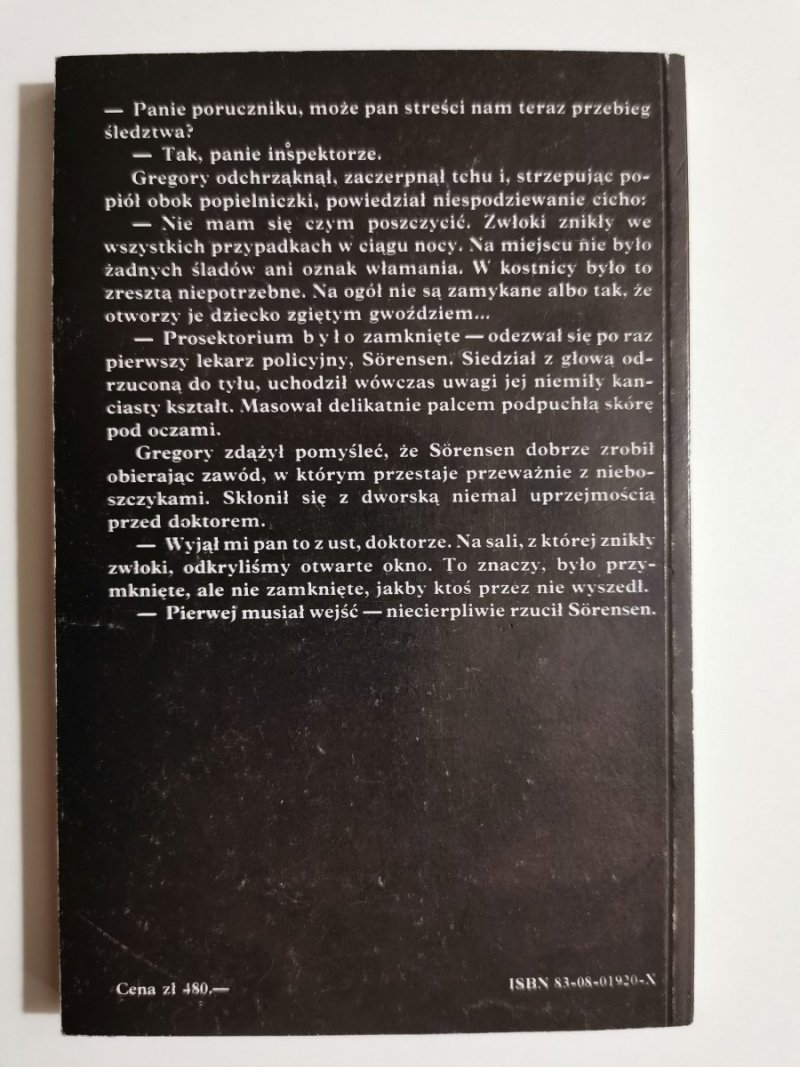 — Panie poruczniku, może pan streści nam teraz przebieg
śledztwa?
— Tak, panie inspektorze.
Gregory odchrząknął, zaczerpnął tchu i, strzepując po-
piół obok popielniczki, powiedział niespodziewanie cicho:
— Nie mam się czym poszczycić. Zwłoki znikły we
wszystkich przypadkach w ciągu nocy. Na miejscu nie było
żadnych śladów ani oznak włamania. W kostnicy było to
zresztą niepotrzebne. Na ogół nie są zamykane albo tak, że
otworzy je dziecko zgiętym gwoździem...
— Prosektorium było zamknięte — odezwał się po raz
pierwszy lekarz policyjny, Sörensen. Siedział z głową od-
rzuconą do tyłu, uchodził wówczas uwagi jej niemiły kan-
ciasty kształt. Masował delikatnie palcem podpuchłą skórę
pod oczami.
Gregory zdążył pomyśleć, że Sörensen dobrze zrobił
obierając zawód, w którym przestaje przeważnie z niebo-
szczykami. Skłonił się z dworską niemal uprzejmością
przed doktorem.
— Wyjął mi pan to z ust, doktorze. Na sali, z której znikły
zwłoki, odkryliśmy otwarte okno. To znaczy, było przy-
mknięte, ale nie zamknięte, jakby ktoś przez nie wyszedł.
— Pierwej musiał wejść — niecierpliwie rzucił Sörensen.
Cena zł 480,—
ISBN 83-08-01920-X